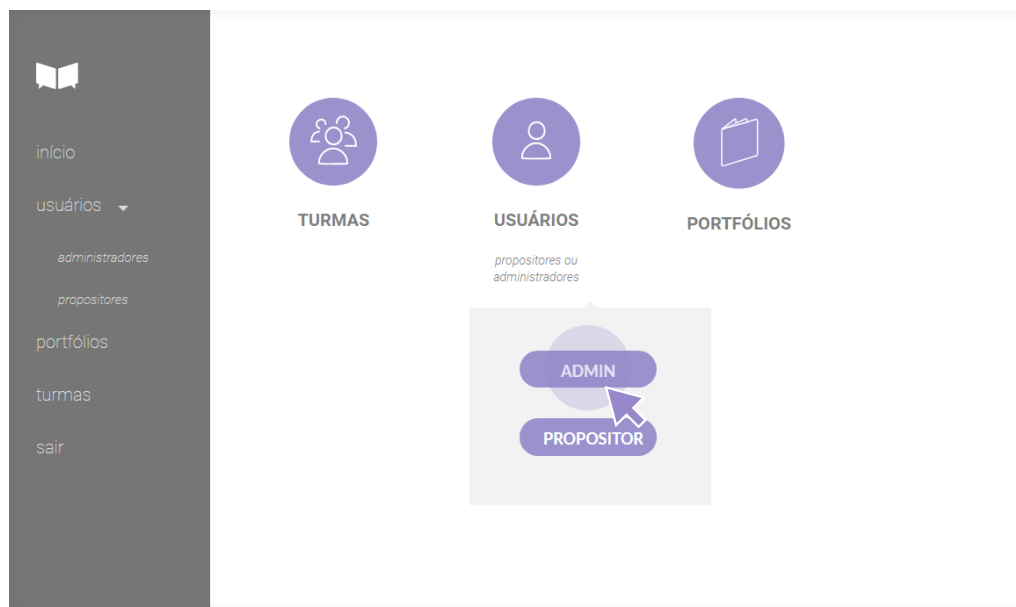 início
usuários
administradores
propositores
portfólios
turmas
sair
TURMAS
USUÁRIOS
propositores ou
administradores
PORTFÓLIOS
ADMIN
PROPOSITOR